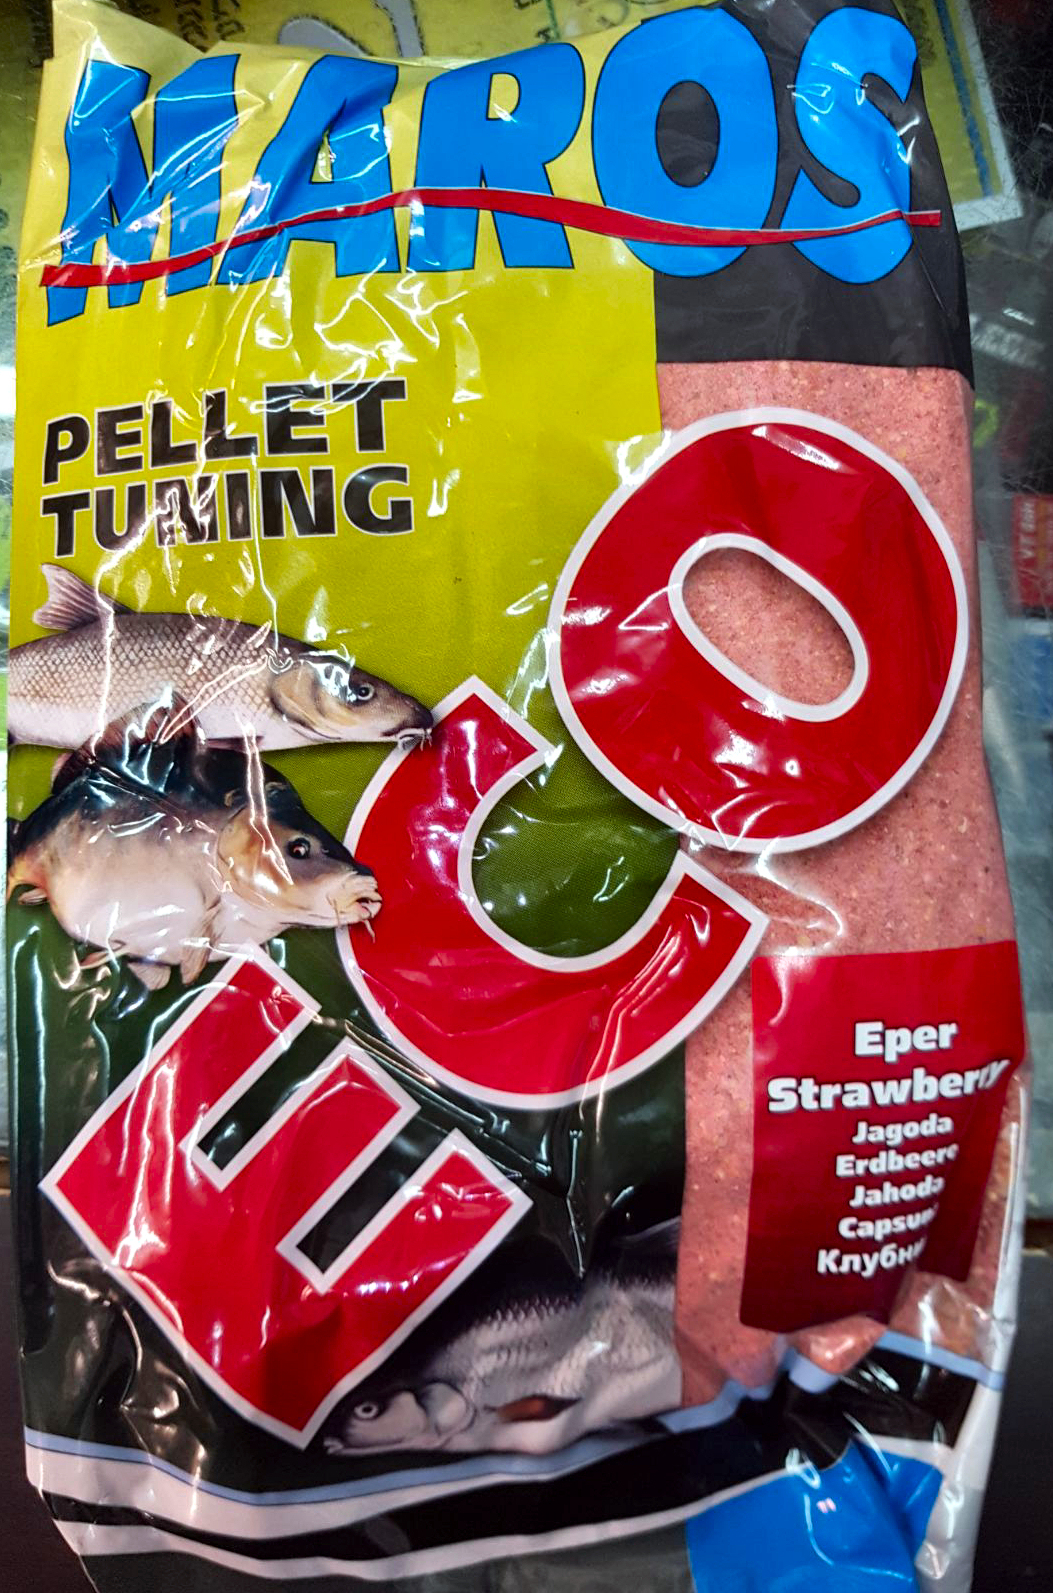 MAROS
PELLET
TUNING
ECO
Eper
Strawberry
Jagoda
Erdbeere
Jahoda